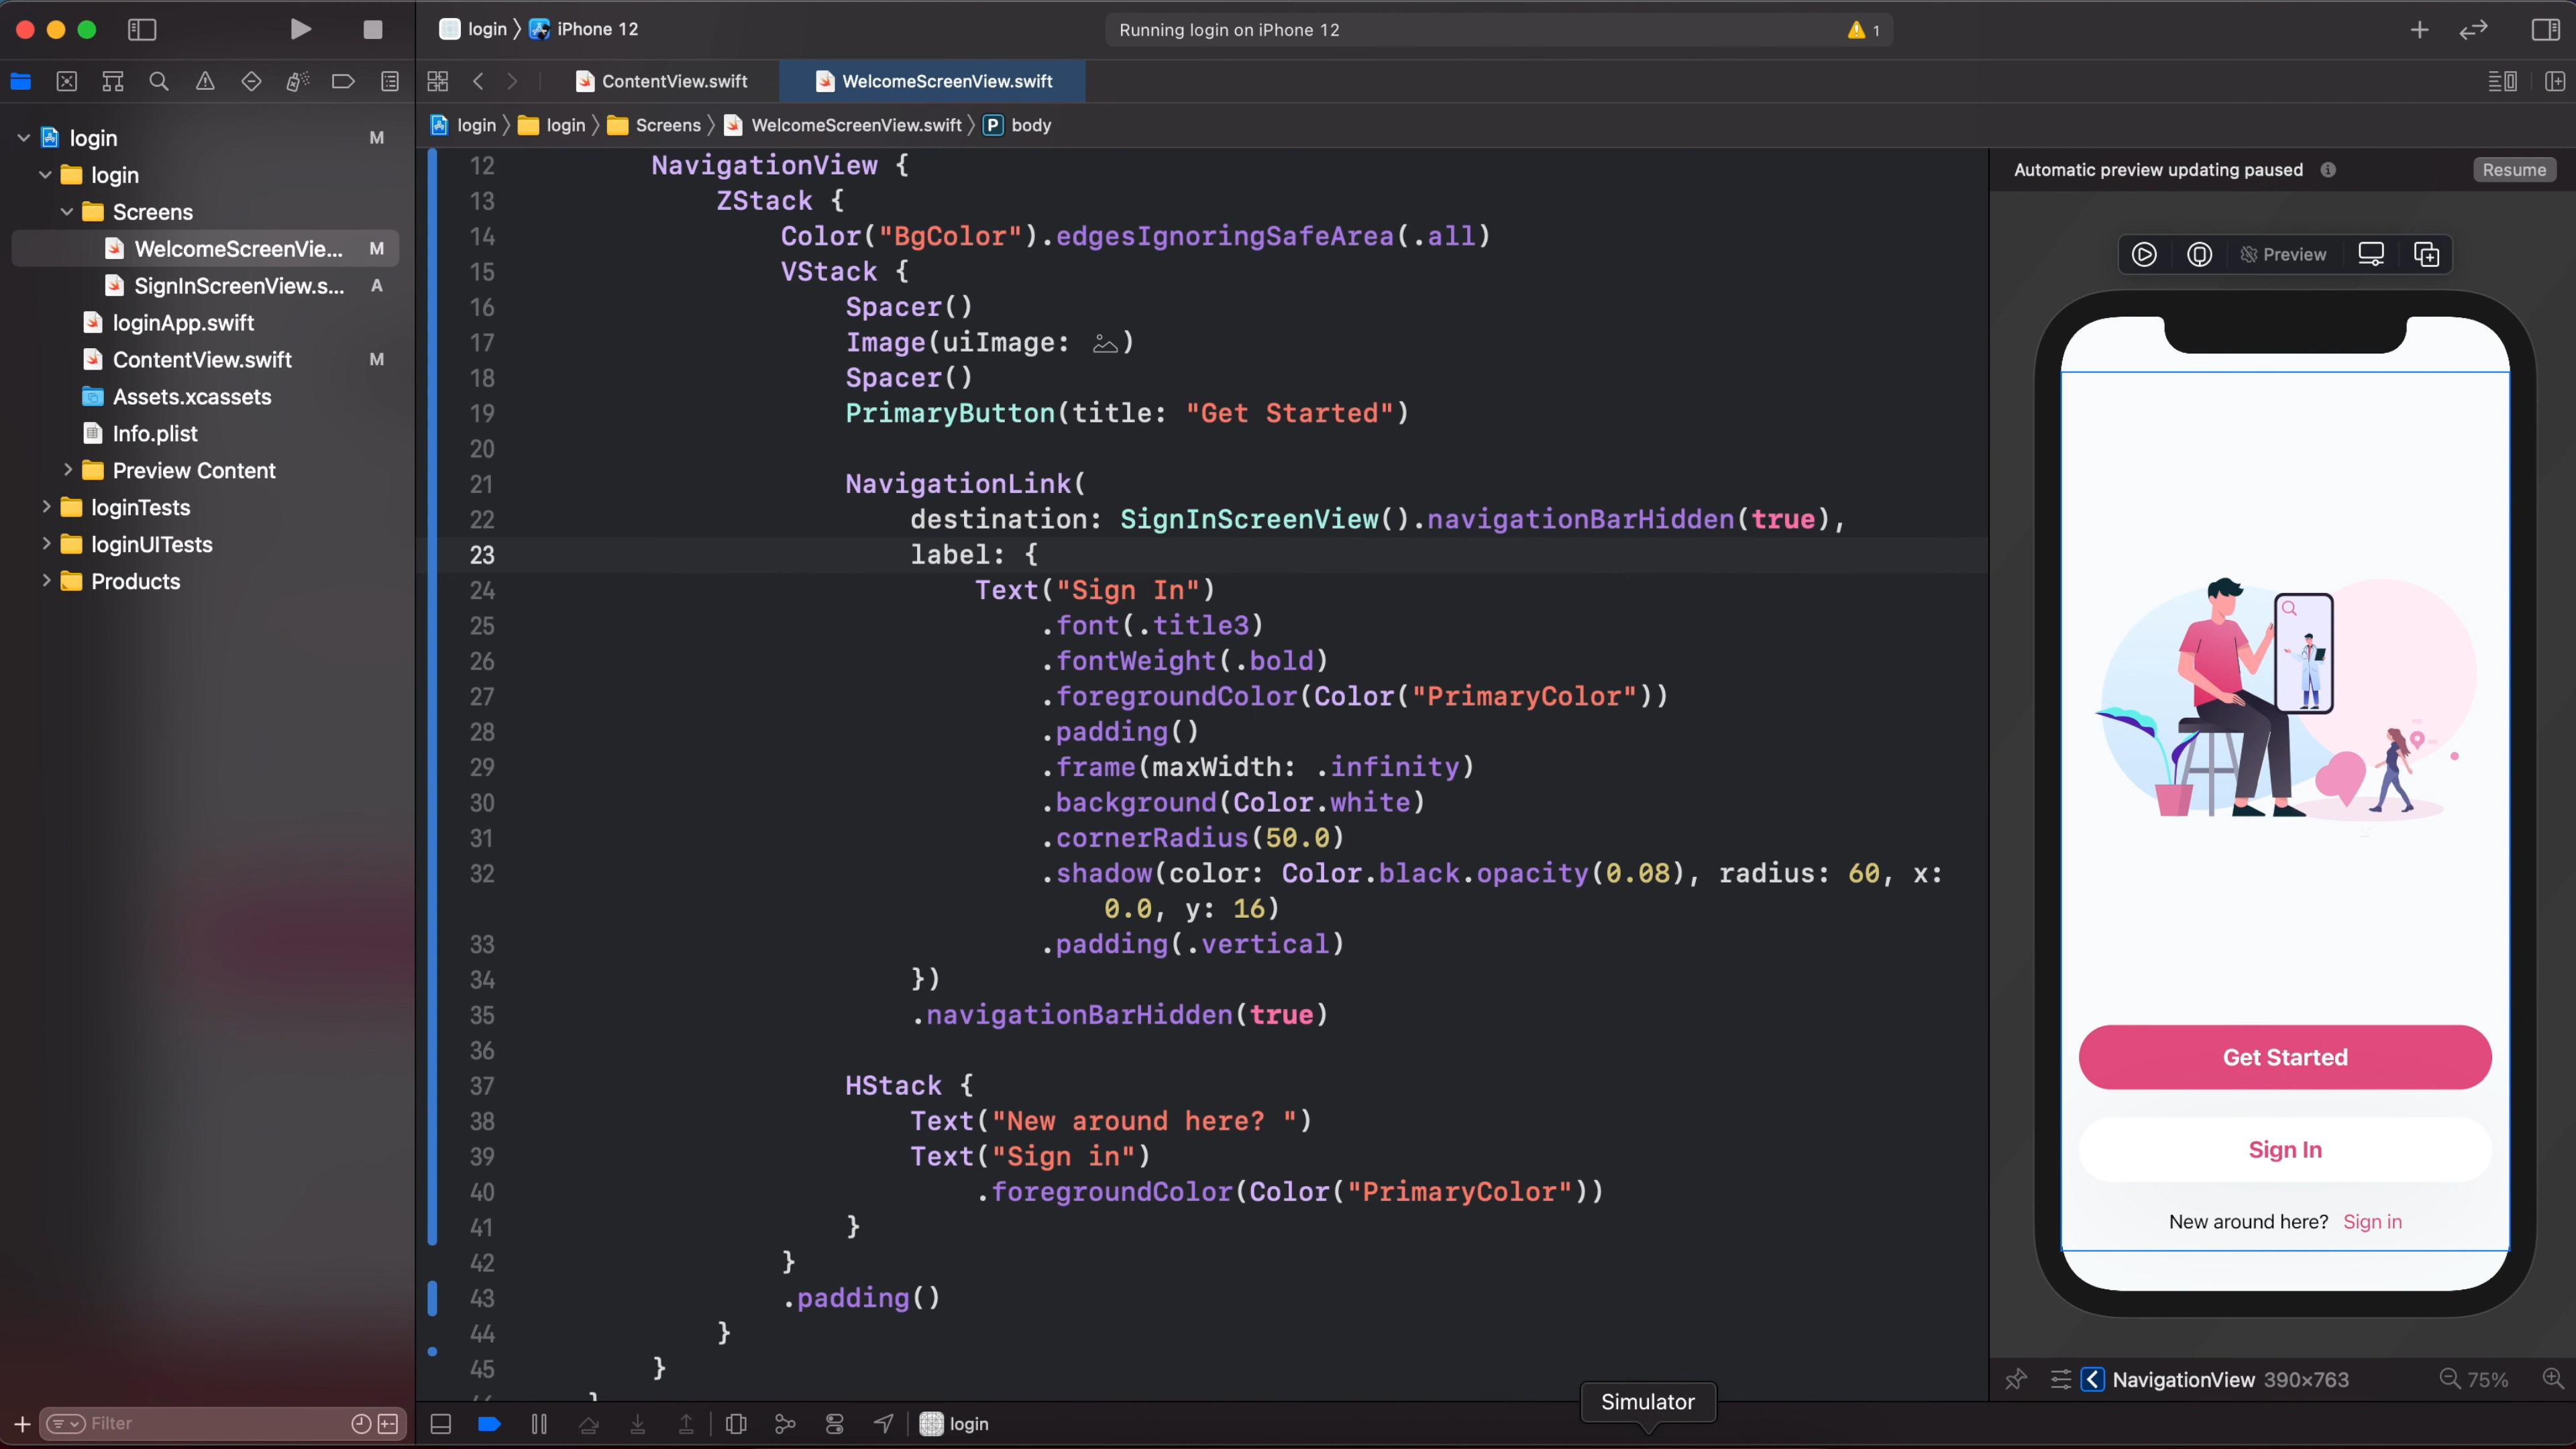 login
iPhone 12
Running login on iPhone 12
1
ContentView.swift
WelcomeScreenView.swift
login
login
Screens
WelcomeScreenView.swift
P
body
login M
login
Screens
WelcomeScreenVie... M
SignInScreenView.s... A
loginApp.swift
ContentView.swift M
Assets.xcassets
Info.plist
Preview Content
loginTests
loginUITests
Products
Filter
12 NavigationView {
13 ZStack {
14 Color("BgColor").edgesIgnoringSafeArea(.all)
15 VStack {
16 Spacer()
17 Image(uiImage: )
18 Spacer()
19 PrimaryButton(title: "Get Started")
20
21 NavigationLink(
22 destination: SignInScreenView().navigationBarHidden(true),
23 label: {
24 Text("Sign In")
25 .font(.title3)
26 .fontWeight(.bold)
27 .foregroundColor(Color("PrimaryColor"))
28 .padding()
29 .frame(maxWidth: .infinity)
30 .background(Color.white)
31 .cornerRadius(50.0)
32 .shadow(color: Color.black.opacity(0.08), radius: 60, x:
0.0, y: 16)
33 .padding(.vertical)
34 })
35 .navigationBarHidden(true)
36
37 HStack {
38 Text("New around here? ")
39 Text("Sign in")
40 .foregroundColor(Color("PrimaryColor"))
41 }
42 }
43 .padding()
44 }
45 }
}
login
Simulator
Automatic preview updating paused
Resume
Preview
Get Started
Sign In
New around here? Sign in
NavigationView 390×763
75%